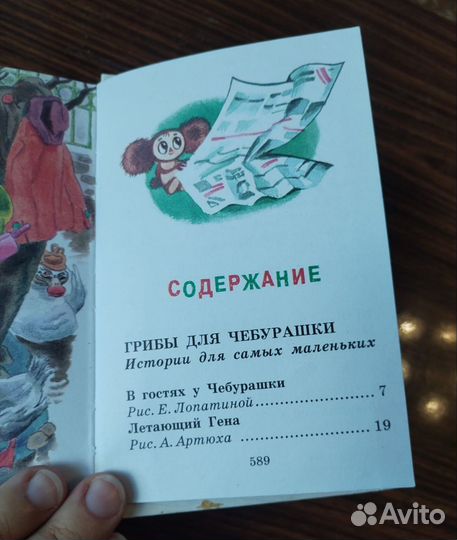 СОДЕРЖАНИЕ
ГРИБЫ ДЛЯ ЧЕБУРАШКИ
Истории для самых маленьких
В гостях у Чебурашки
Рис. Е. Лопатиной.....................7
Летающий Гена
Рис. А. Артюха .....................19
589
Avito